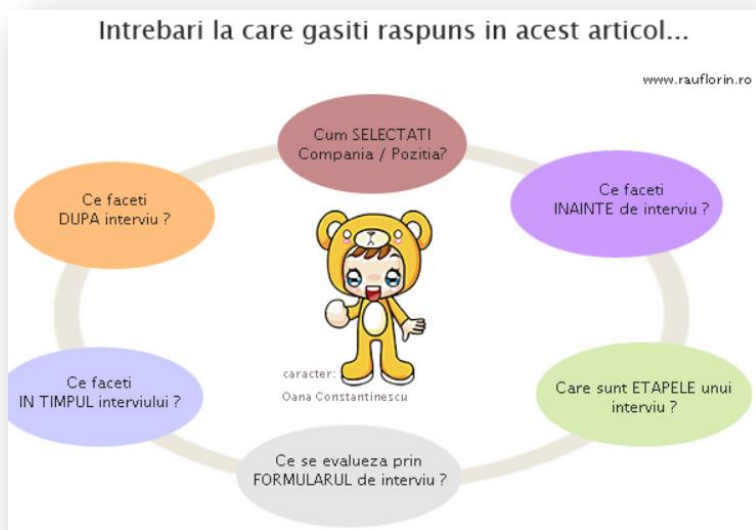 Intrebari la care gasiti raspuns in acest articol...
www.rauflorin.ro
Cum SELECTATI
Compania / Pozitia?
Ce faceti
INAINTE de interviu ?
Care sunt ETAPELE unui
interviu ?
Ce se evalueza prin
FORMULARUL de interviu ?
Ce faceti
IN TIMPUL interviului ?
Ce faceti
DUPA interviu ?
caracter:
Oana Constantinescu